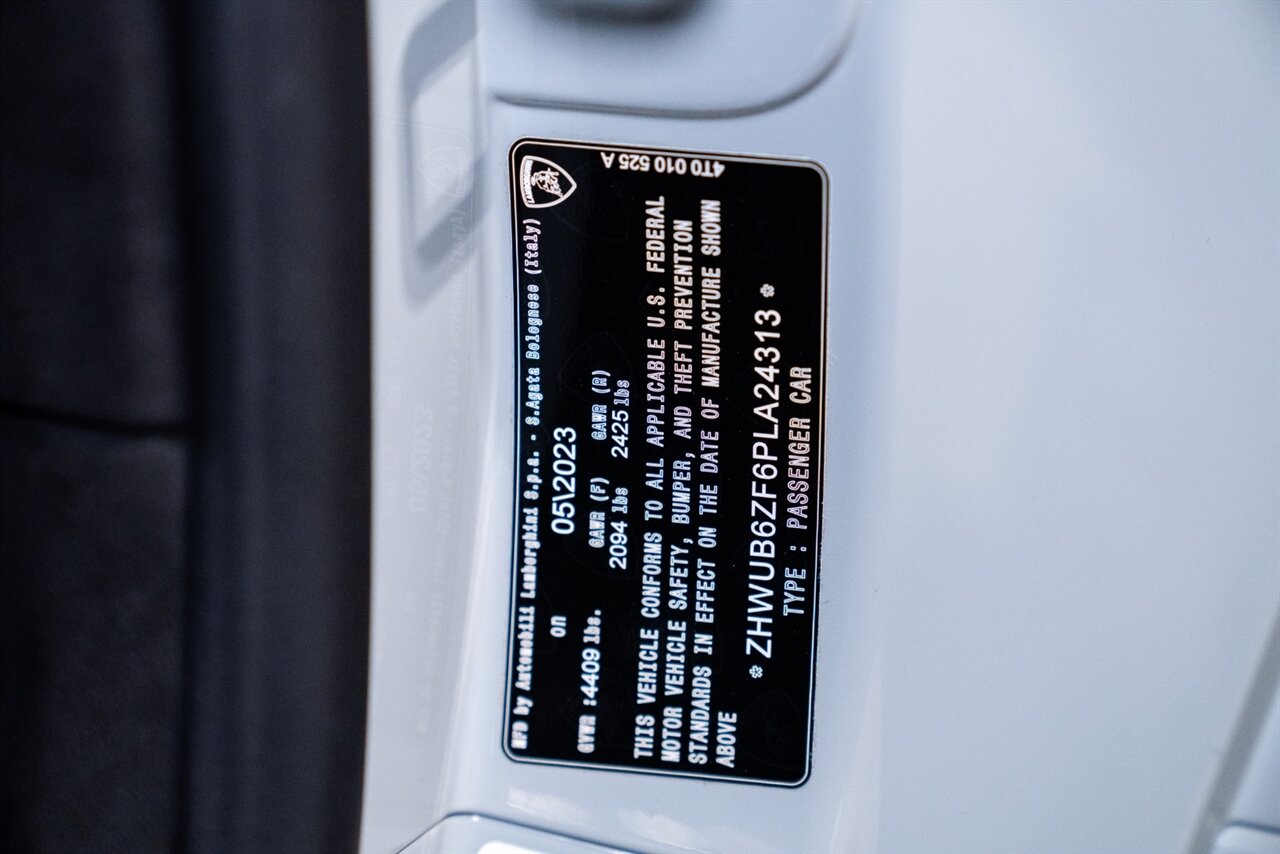 MFD by Automobili Lamborghini S.p.a. - S.Agata Bolognese (Italy)
on 05\2023
GAWR (F) GAWR (R)
GVWR :4409 lbs. 2094 lbs 2425 lbs
THIS VEHICLE CONFORMS TO ALL APPLICABLE U.S. FEDERAL
MOTOR VEHICLE SAFETY, BUMPER, AND THEFT PREVENTION
STANDARDS IN EFFECT ON THE DATE OF MANUFACTURE SHOWN
ABOVE
* ZHWUB6ZF6PLA24313 *
TYPE : PASSENGER CAR
4T0 010 525 A
LAMBORGHINI